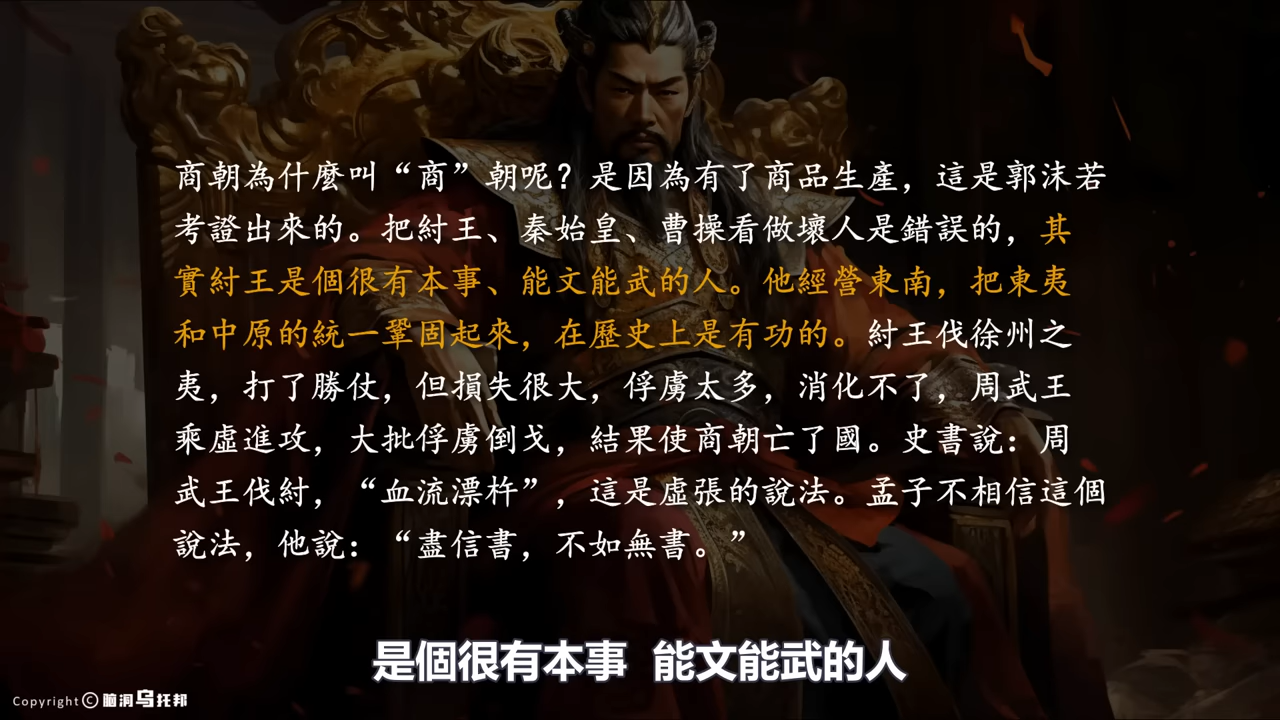 商朝為什麼叫“商”朝呢？是因為有了商品生產，這是郭沫若
考證出來的。把紂王、秦始皇、曹操看做壞人是錯誤的，其
實紂王是個很有本事、能文能武的人。他經營東南，把東夷
和中原的統一鞏固起來，在歷史上是有功的。紂王伐徐州之
夷，打了勝仗，但損失很大，俘虜太多，消化不了，周武王
乘虛進攻，大批俘虜倒戈，結果使商朝亡了國。史書說：周
武王伐紂，“血流漂杵”，這是虛張的說法。孟子不相信這個
說法，他說：“盡信書，不如無書。”
是個很有本事 能文能武的人
Copyright © 腦洞乌托邦